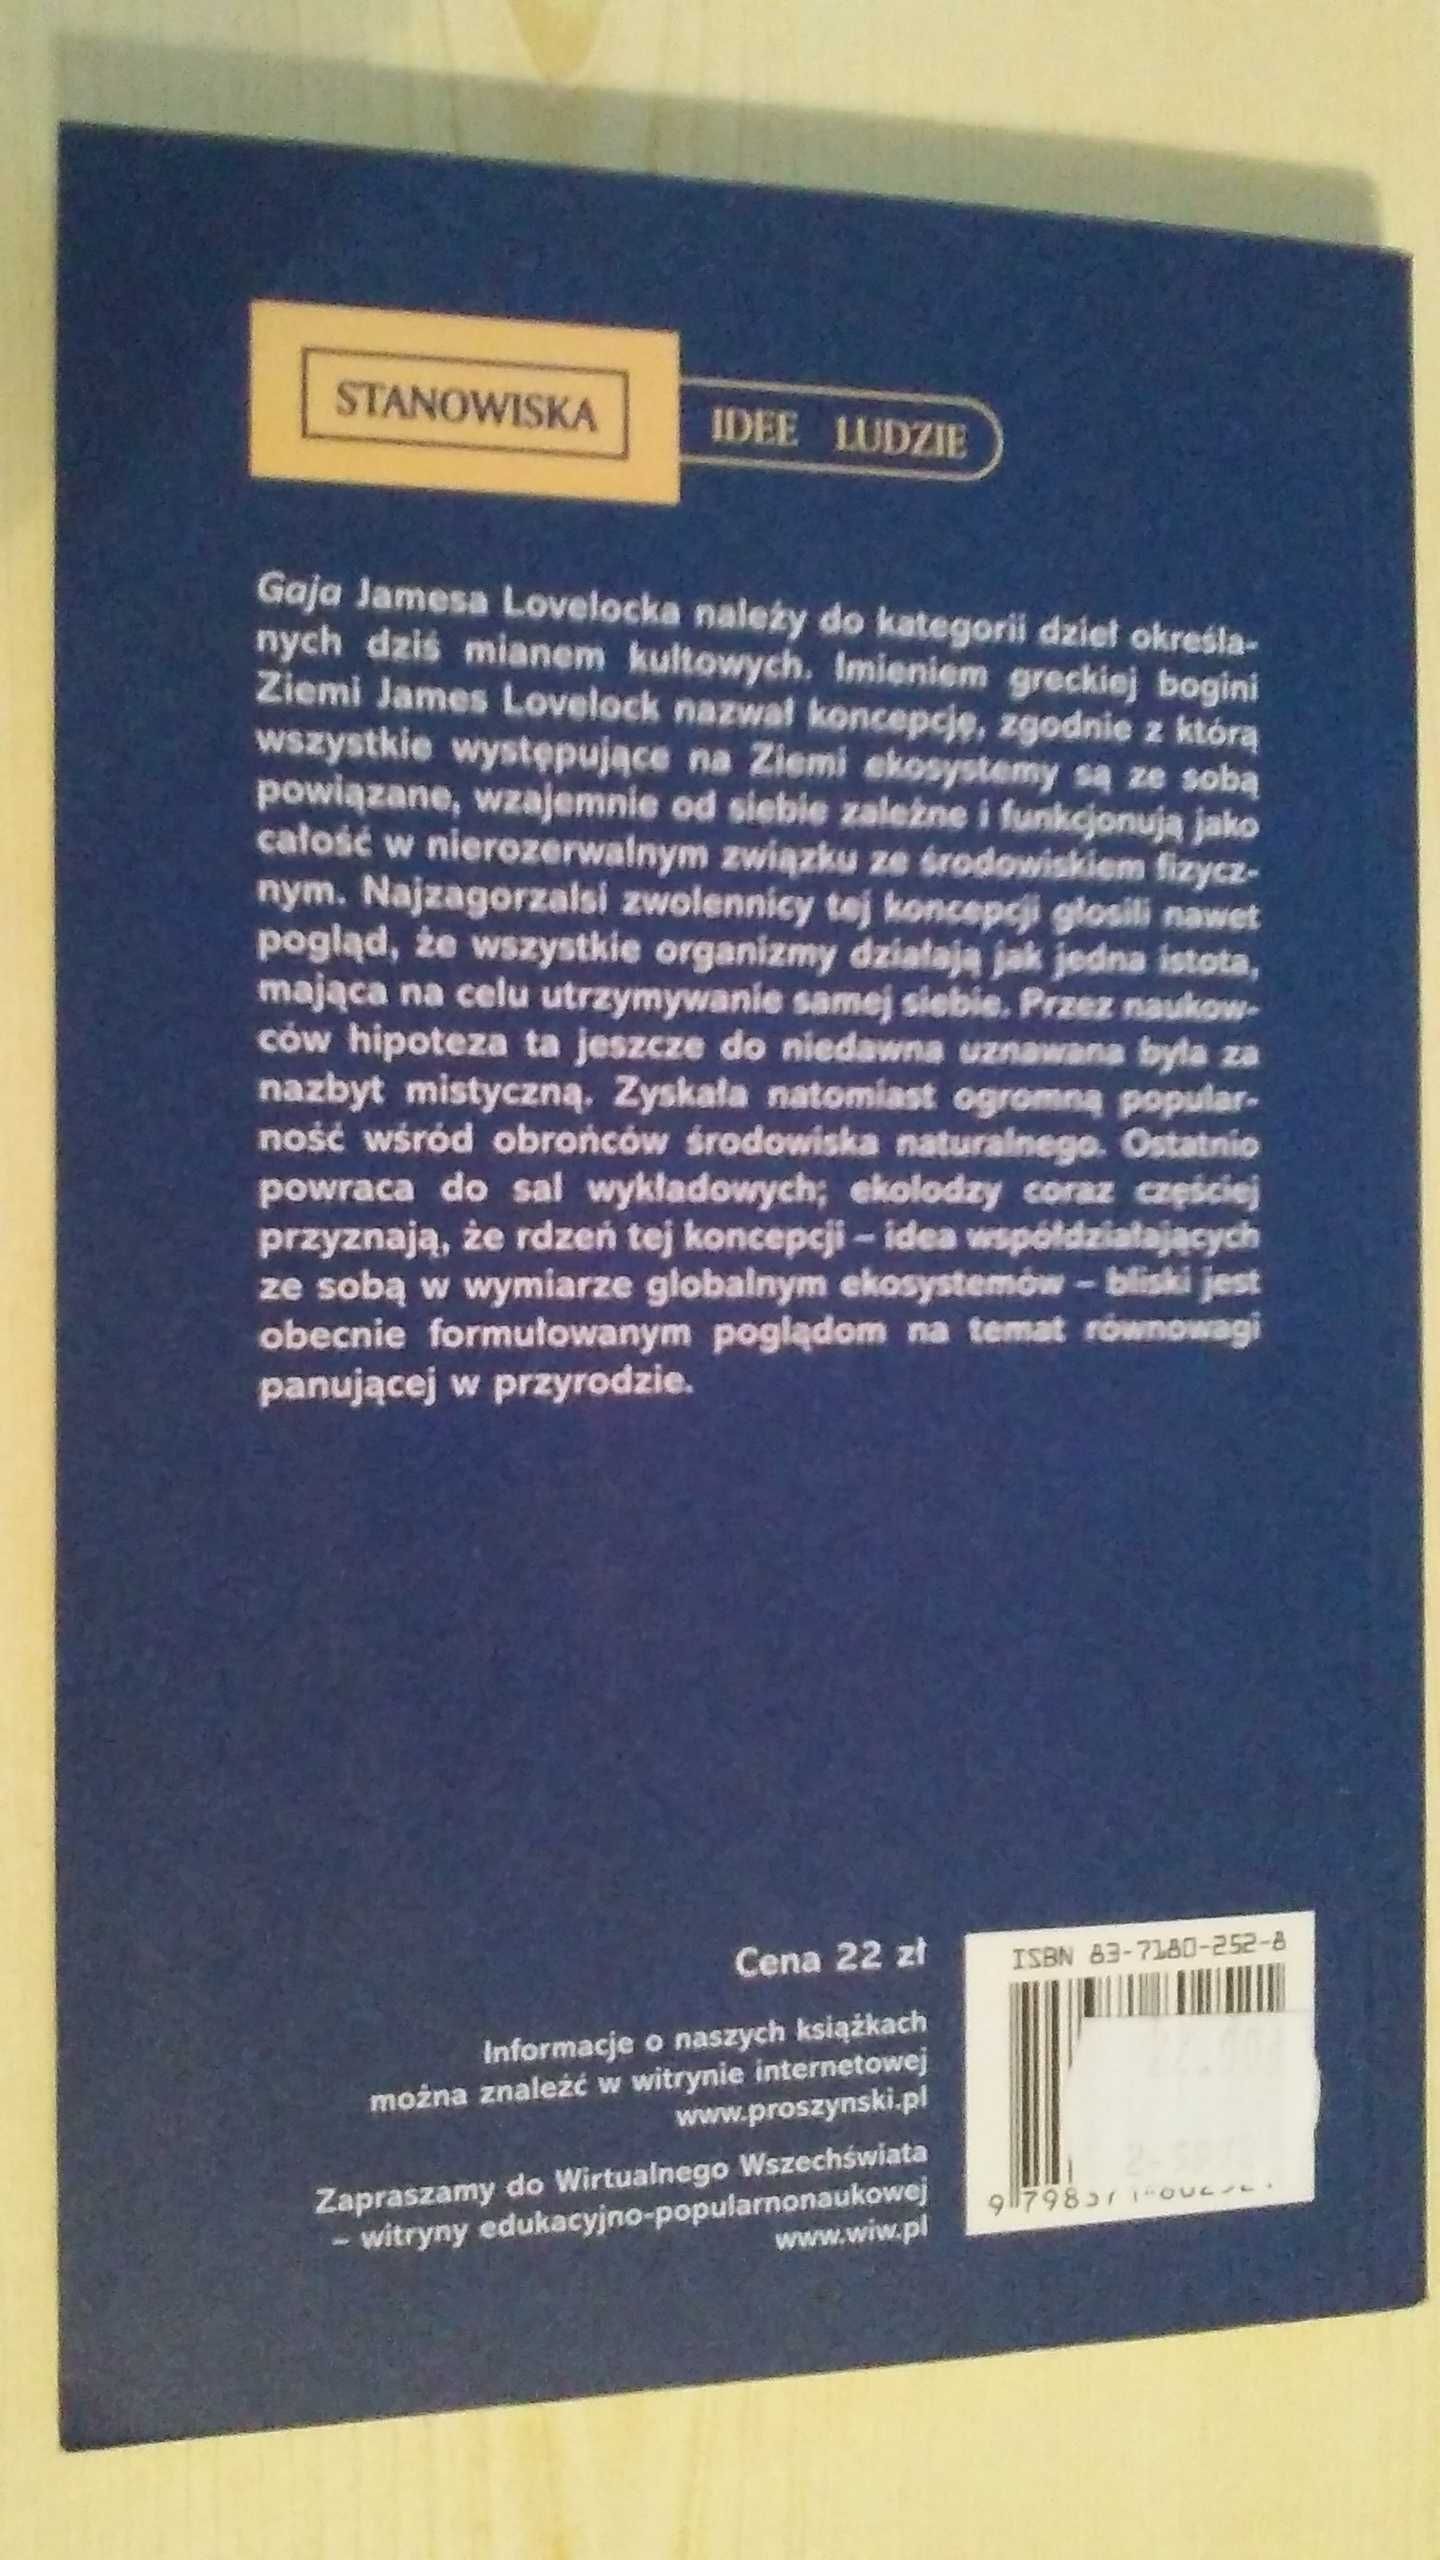 STANOWISKA IDEE LUDZIE
Gaja Jamesa Lovelocka należy do kategorii dzieł określa-
nych dziś mianem kultowych. Imieniem greckiej bogini
Ziemi James Lovelock nazwał koncepcję, zgodnie z którą
wszystkie występujące na Ziemi ekosystemy są ze sobą
powiązane, wzajemnie od siebie zależne i funkcjonują jako
całość w nierozerwalnym związku ze środowiskiem fizycz-
nym. Najzagorzalsi zwolennicy tej koncepcji głosili nawet
pogląd, że wszystkie organizmy działają jak jedna istota,
mająca na celu utrzymywanie samej siebie. Przez naukow-
ców hipoteza ta jeszcze do niedawna uznawana była za
nazbyt mistyczną. Zyskała natomiast ogromną popular-
ność wśród obrońców środowiska naturalnego. Ostatnio
powraca do sal wykładowych; ekolodzy coraz częściej
przyznają, że rdzeń tej koncepcji – idea współdziałających
ze sobą w wymiarze globalnym ekosystemów – bliski jest
obecnie formułowanym poglądom na temat równowagi
panującej w przyrodzie.
Cena 22 zł
Informacje o naszych książkach
można znaleźć w witrynie internetowej
www.proszynski.pl
Zapraszamy do Wirtualnego Wszechświata
– witryny edukacyjno-popularnonaukowej
www.wiw.pl
ISBN 83-7180-252-8